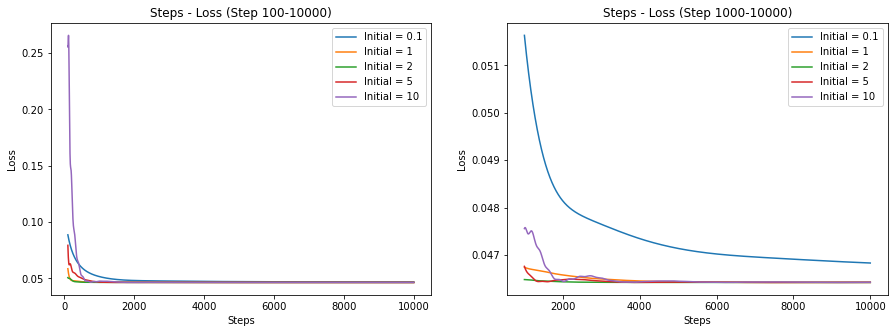 Steps - Loss (Step 100-10000)
Loss
0.25
0.20
0.15
0.10
0.05
Initial = 0.1
Initial = 1
Initial = 2
Initial = 5
Initial = 10
0
2000
4000
6000
8000
10000
Steps
Steps - Loss (Step 1000-10000)
Loss
0.051
0.050
0.049
0.048
0.047
Initial = 0.1
Initial = 1
Initial = 2
Initial = 5
Initial = 10
2000
4000
6000
8000
10000
Steps